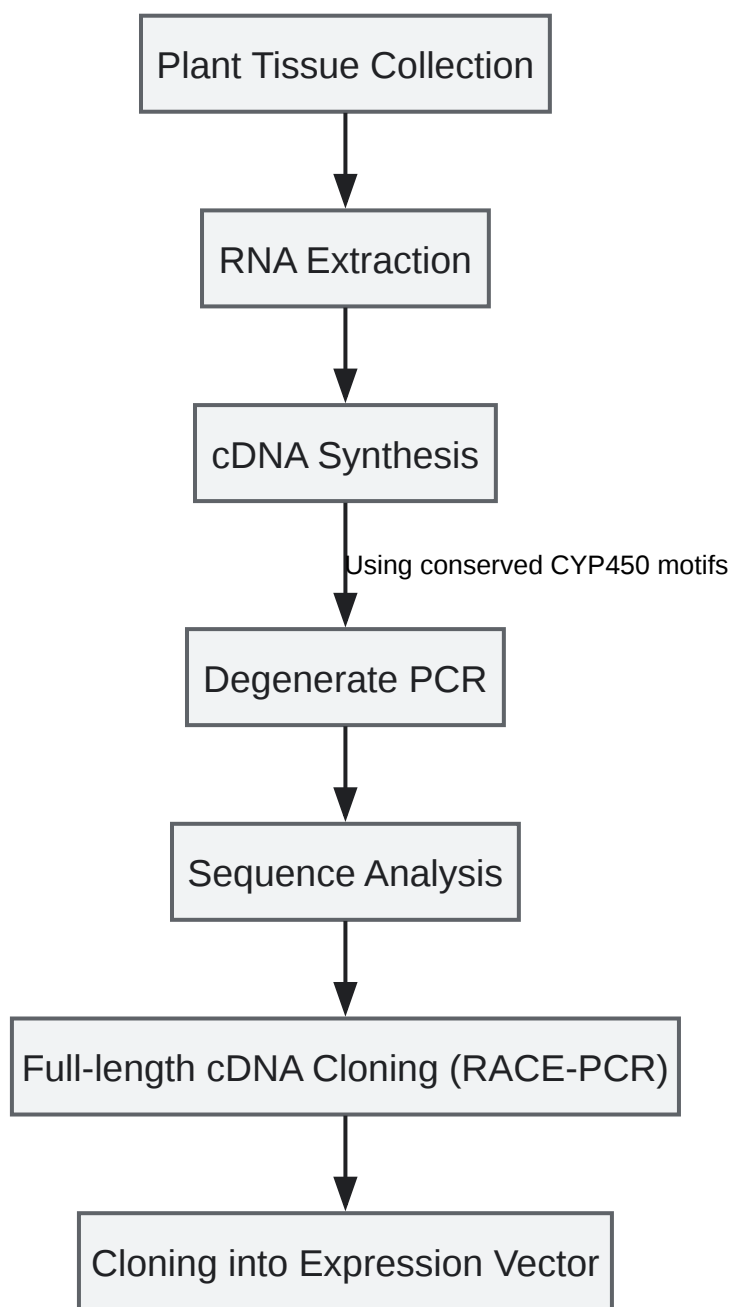 Plant Tissue Collection
RNA Extraction
cDNA Synthesis
Using conserved CYP450 motifs
Degenerate PCR
Sequence Analysis
Full-length cDNA Cloning (RACE-PCR)
Cloning into Expression Vector